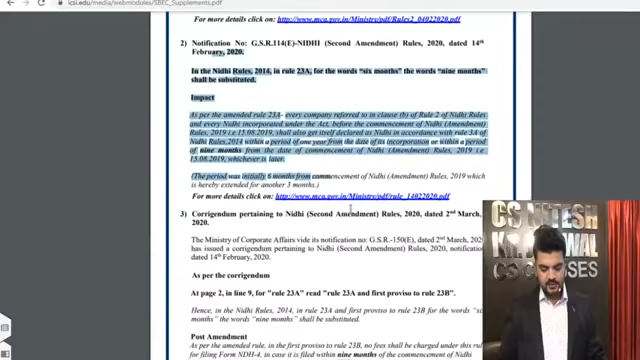 icsi.edu/media/webmodules/SBEC_Supplements.pdf
For more details click on: http://www.mca.gov.in/Ministry/pdf/Rules2_04022020.pdf
2) Notification No: G.S.R.114(E)-NIDHI (Second Amendment) Rules, 2020, dated 14th
February, 2020.
In the Nidhi Rules, 2014, in rule 23A, for the words "six months" the words "nine months"
shall be substituted.
Impact
As per the amended rule 23A- every company referred to in clause (b) of Rule 2 of Nidhi Rules
and every Nidhi incorporated under the Act, before the commencement of Nidhi (Amendment) Rules,
2019 i.e.15.08.2019, shall also get itself declared as Nidhi in accordance with rule 3A of Nidhi
Rules,2014 within a period of one year from the date of its incorporation or within a period
of nine months from the date of commencement of Nidhi (Amendment) Rules, 2019 i.e.
15.08.2019, whichever is later.
(The period was initially 6 months from commencement of Nidhi (Amendment) Rules, 2019 which
is hereby extended for another 3 months.)
For more details click on: http://www.mca.gov.in/Ministry/pdf/rule_14022020.pdf
3) Corrigendum pertaining to Nidhi (Second Amendment) Rules, 2020, dated 2nd March,
2020.
The Ministry of Corporate Affairs vide its notification no: G.S.R-150(E), dated 2nd March, 2020
has issued a corrigendum pertaining to Nidhi (Second Amendment) Rules, 2020, notification
dated 14th February, 2020.
As per the corrigendum
At page 2, in line 9, for "rule 23A" read "rule 23A and first proviso to rule 23B".
Hence, in the Nidhi Rules, 2014, in rule 23A and first proviso to rule 23B for the words "six
months" the words "nine months" shall be substituted.
Post Amendment
As per the amended rule, in the first proviso to rule 23B, no fees shall be charged under this rule
for filing Form NDH-4, in case it is filed within nine months of the commencement of Nidhi
CS NITESH
KR.
CS CLASSES